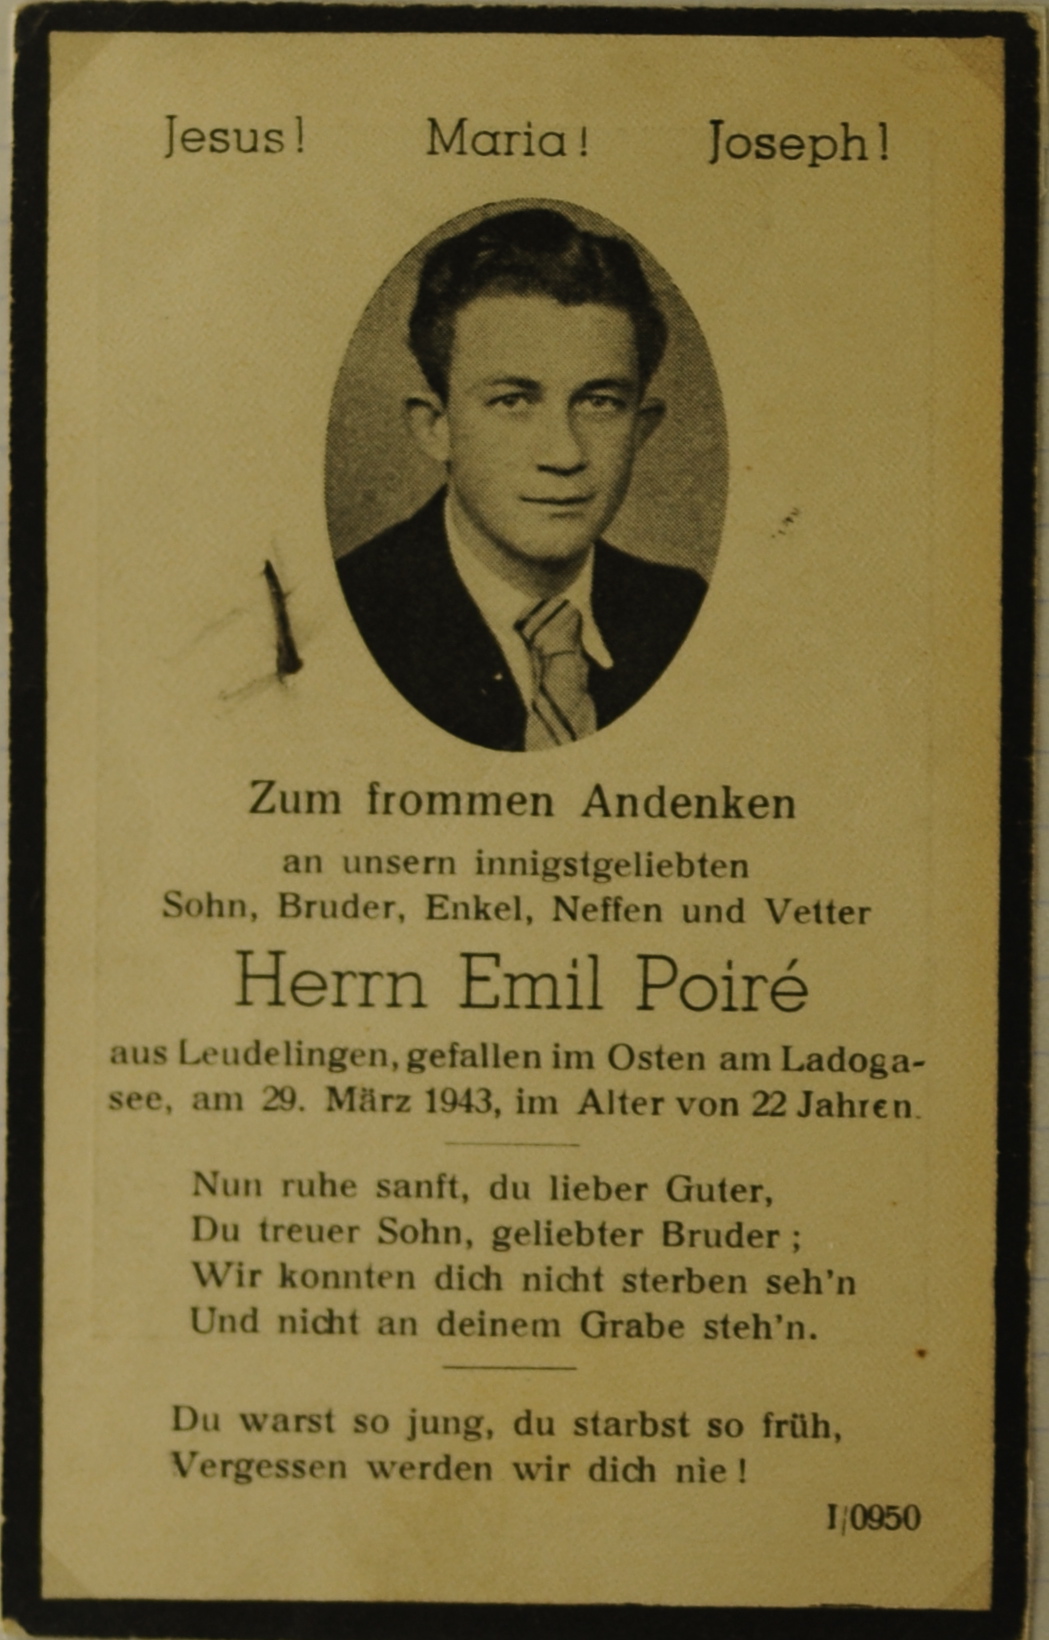 Jesus! Maria! Joseph!
Zum frommen Andenken
an unsern innigstgeliebten
Sohn, Bruder, Enkel, Neffen und Vetter
Herrn Emil Poiré
aus Leudelingen, gefallen im Osten am Ladoga-
see, am 29. März 1943, im Alter von 22 Jahren.
Nun ruhe sanft, du lieber Guter,
Du treuer Sohn, geliebter Bruder ;
Wir konnten dich nicht sterben seh'n
Und nicht an deinem Grabe steh'n.
Du warst so jung, du starbst so früh,
Vergessen werden wir dich nie !
I/0950